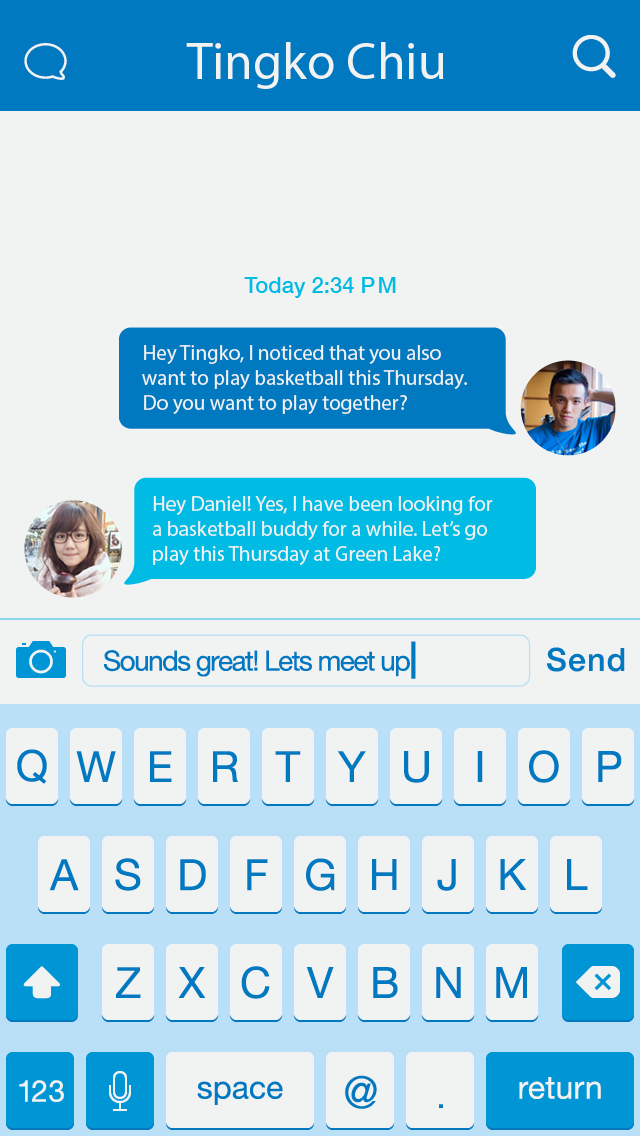 Tingko Chiu
Today 2:34 PM
Hey Tingko, I noticed that you also
want to play basketball this Thursday.
Do you want to play together?
Hey Daniel! Yes, I have been looking for
a basketball buddy for a while. Let’s go
play this Thursday at Green Lake?
Sounds great! Lets meet up
Send
Q W E R T Y U I O P
A S D F G H J K L
Z X C V B N M
123 space @ . return